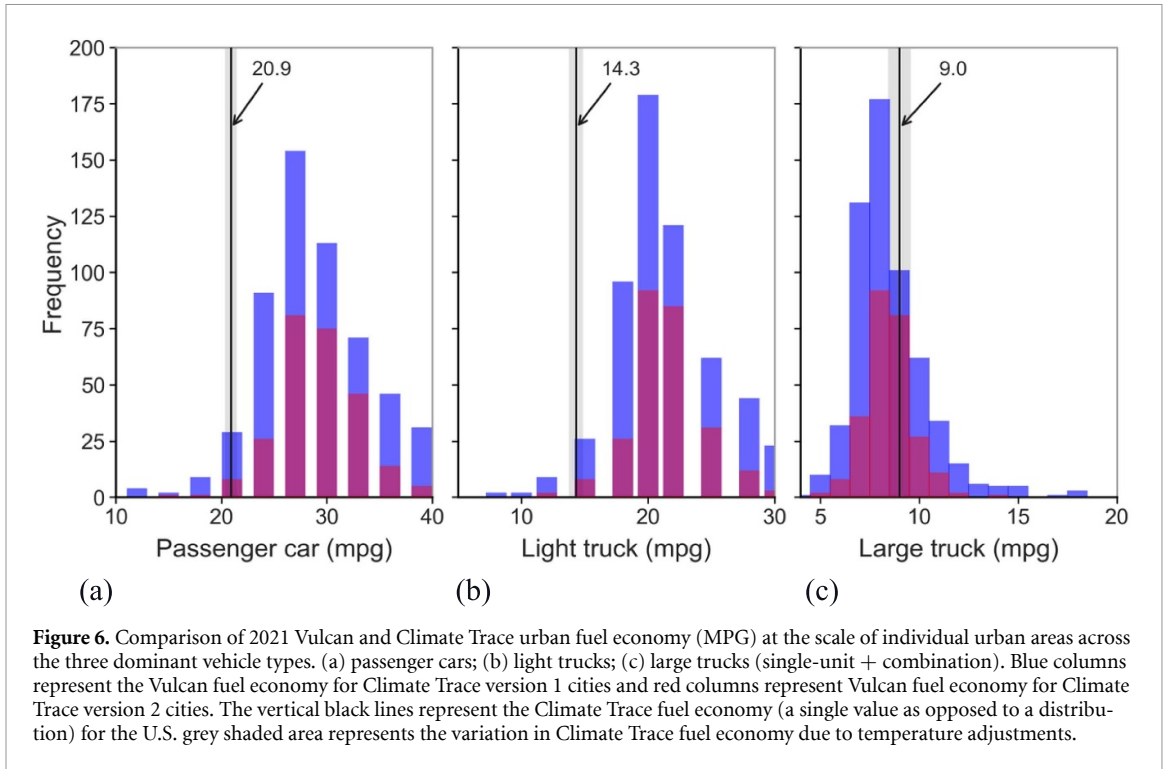 200
175
150
125
100
75
50
25
0
Frequency
20.9
14.3
9.0
10 20 30 40
10 20 30
5 10 15 20
Passenger car (mpg)
Light truck (mpg)
Large truck (mpg)
(a)
(b)
(c)
Figure 6. Comparison of 2021 Vulcan and Climate Trace urban fuel economy (MPG) at the scale of individual urban areas across
the three dominant vehicle types. (a) passenger cars; (b) light trucks; (c) large trucks (single-unit + combination). Blue columns
represent the Vulcan fuel economy for Climate Trace version 1 cities and red columns represent Vulcan fuel economy for Climate
Trace version 2 cities. The vertical black lines represent the Climate Trace fuel economy (a single value as opposed to a distribu-
tion) for the U.S. grey shaded area represents the variation in Climate Trace fuel economy due to temperature adjustments.